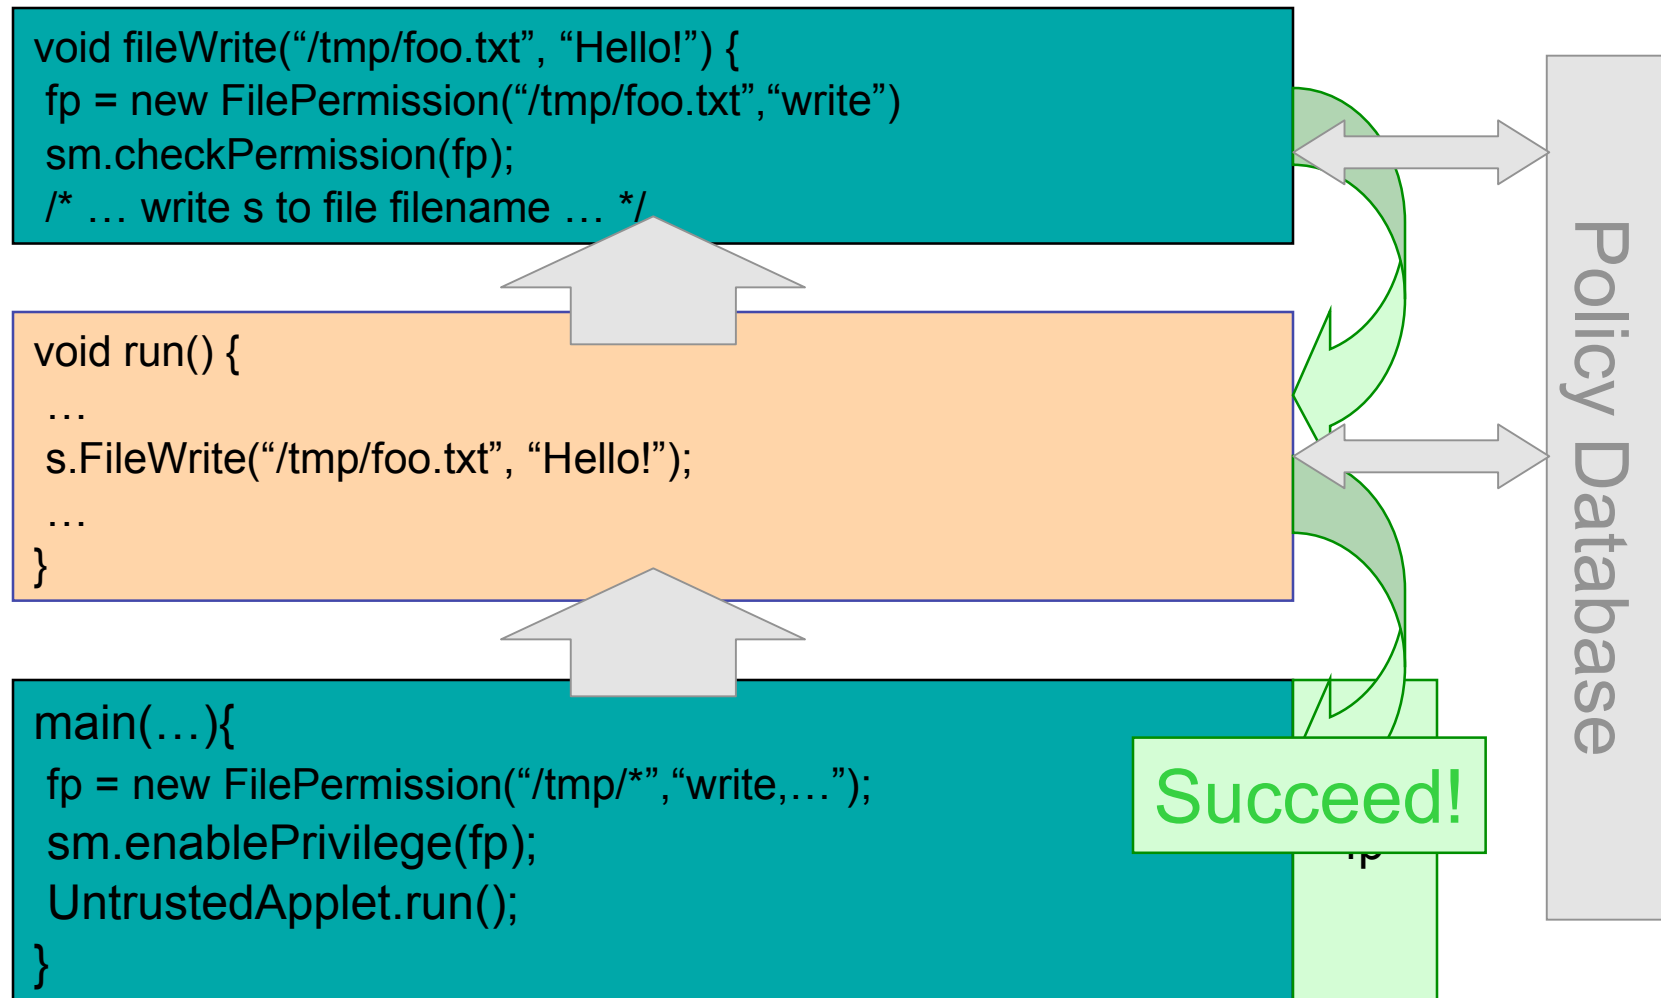 void fileWrite(“/tmp/foo.txt”, “Hello!”) {
fp = new FilePermission(“/tmp/foo.txt”,“write”)
sm.checkPermission(fp);
/* … write s to file filename … */
void run() {
…
s.FileWrite(“/tmp/foo.txt”, “Hello!”);
…
}
main(…){
fp = new FilePermission(“/tmp/*”,“write,…”);
sm.enablePrivilege(fp);
UntrustedApplet.run();
}
Succeed!
fp
Policy Database